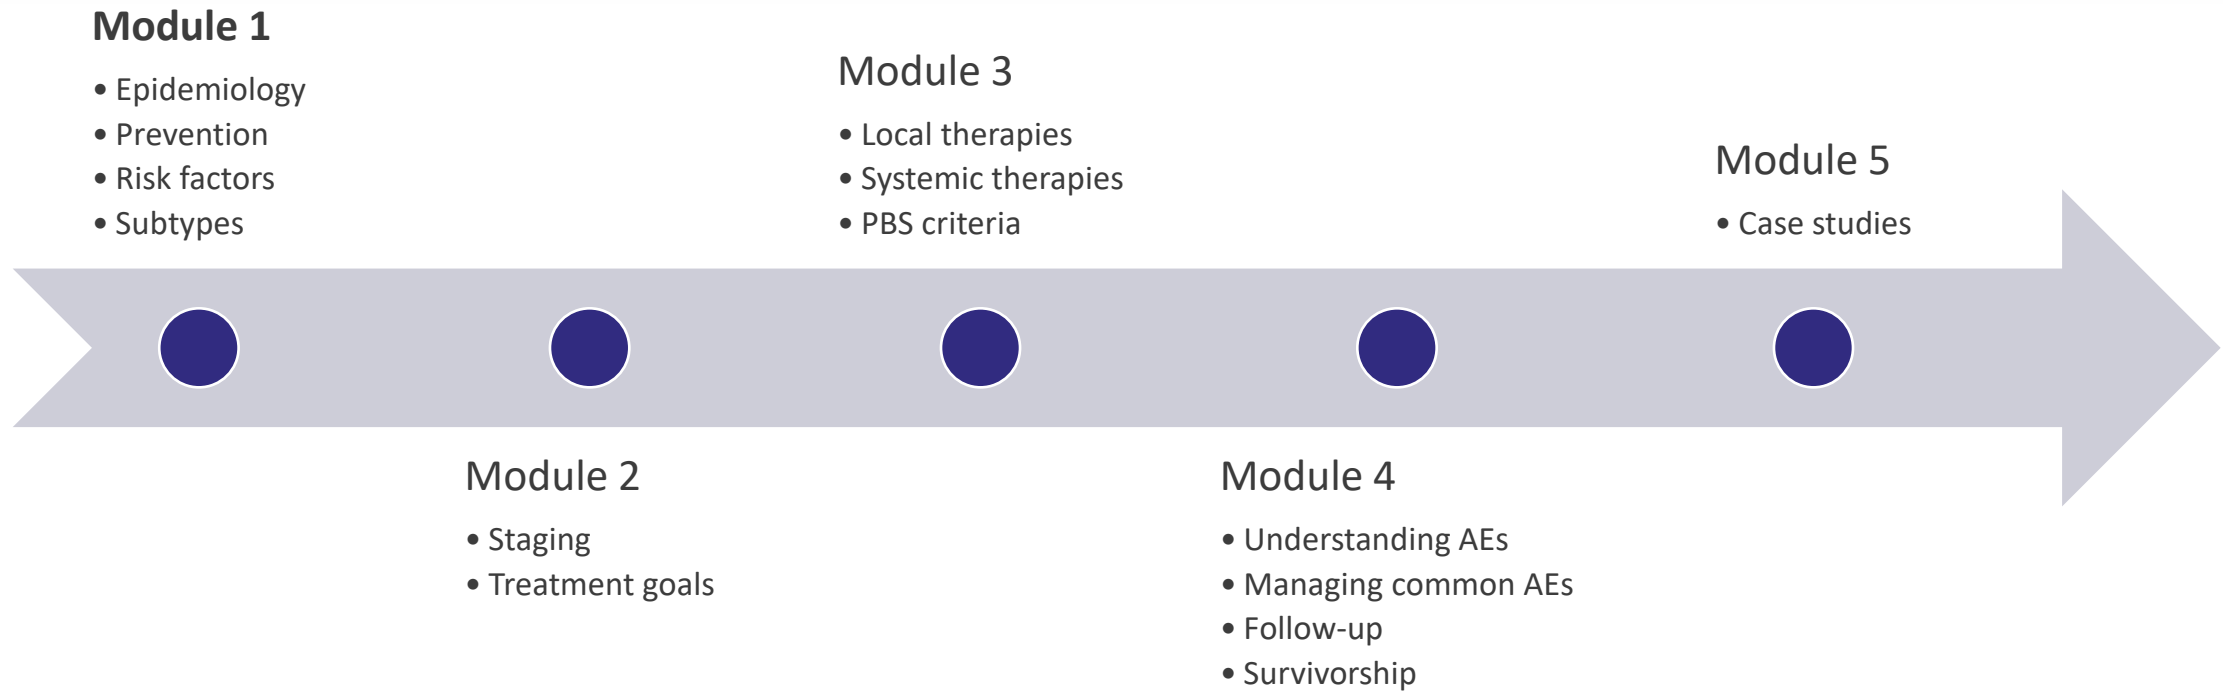 Module 1
• Epidemiology
• Prevention
• Risk factors
• Subtypes
Module 2
• Staging
• Treatment goals
Module 3
• Local therapies
• Systemic therapies
• PBS criteria
Module 4
• Understanding AEs
• Managing common AEs
• Follow-up
• Survivorship
Module 5
• Case studies